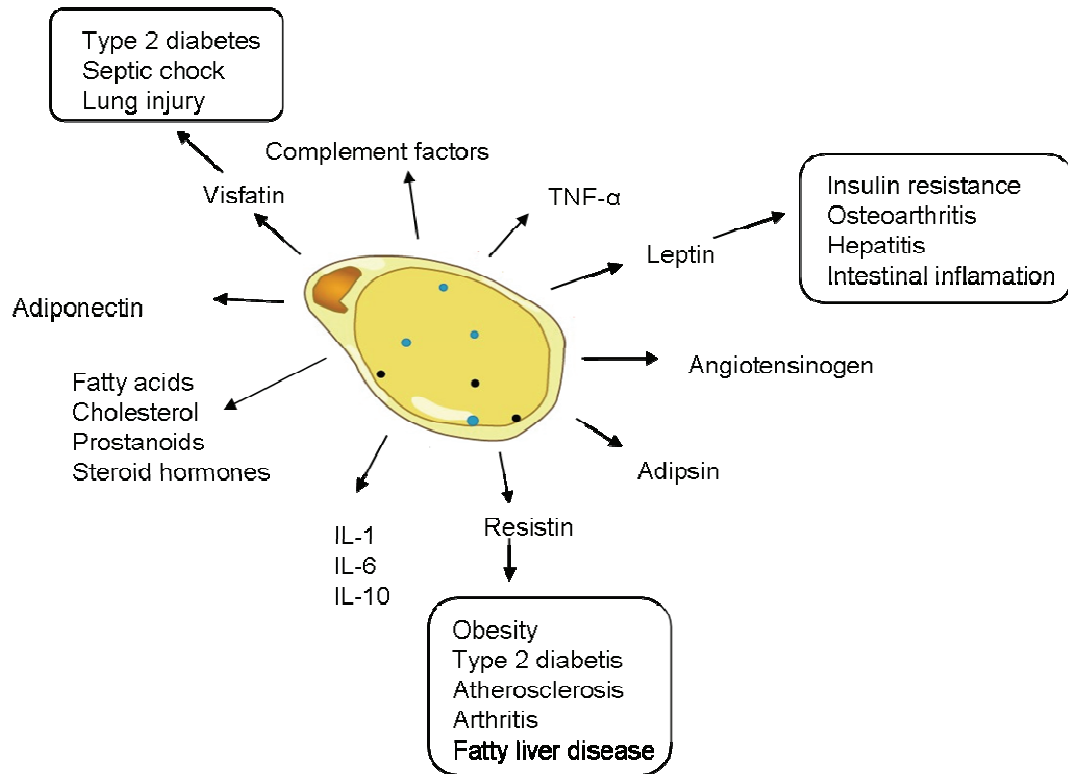 Type 2 diabetes
Septic chock
Lung injury
Complement factors
Visfatin
TNF-α
Leptin
Insulin resistance
Osteoarthritis
Hepatitis
Intestinal inflamation
Adiponectin
Angiotensinogen
Fatty acids
Cholesterol
Prostanoids
Steroid hormones
Adipsin
IL-1
IL-6
IL-10
Resistin
Obesity
Type 2 diabetis
Atherosclerosis
Arthritis
Fatty liver disease